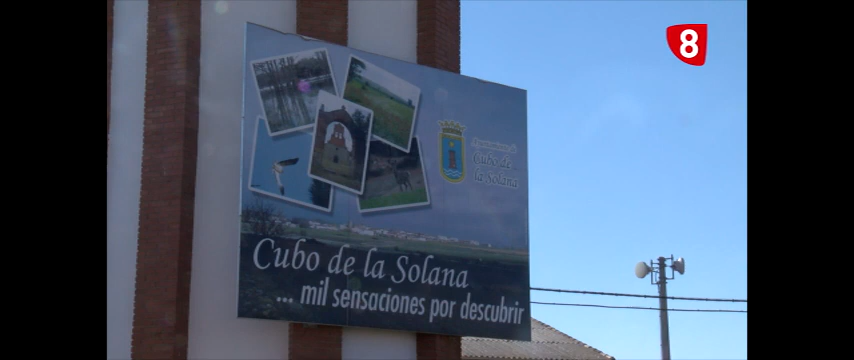 8
Ayuntamiento de
Cubo de
la Solana
Cubo de la Solana
... mil sensaciones por descubrir